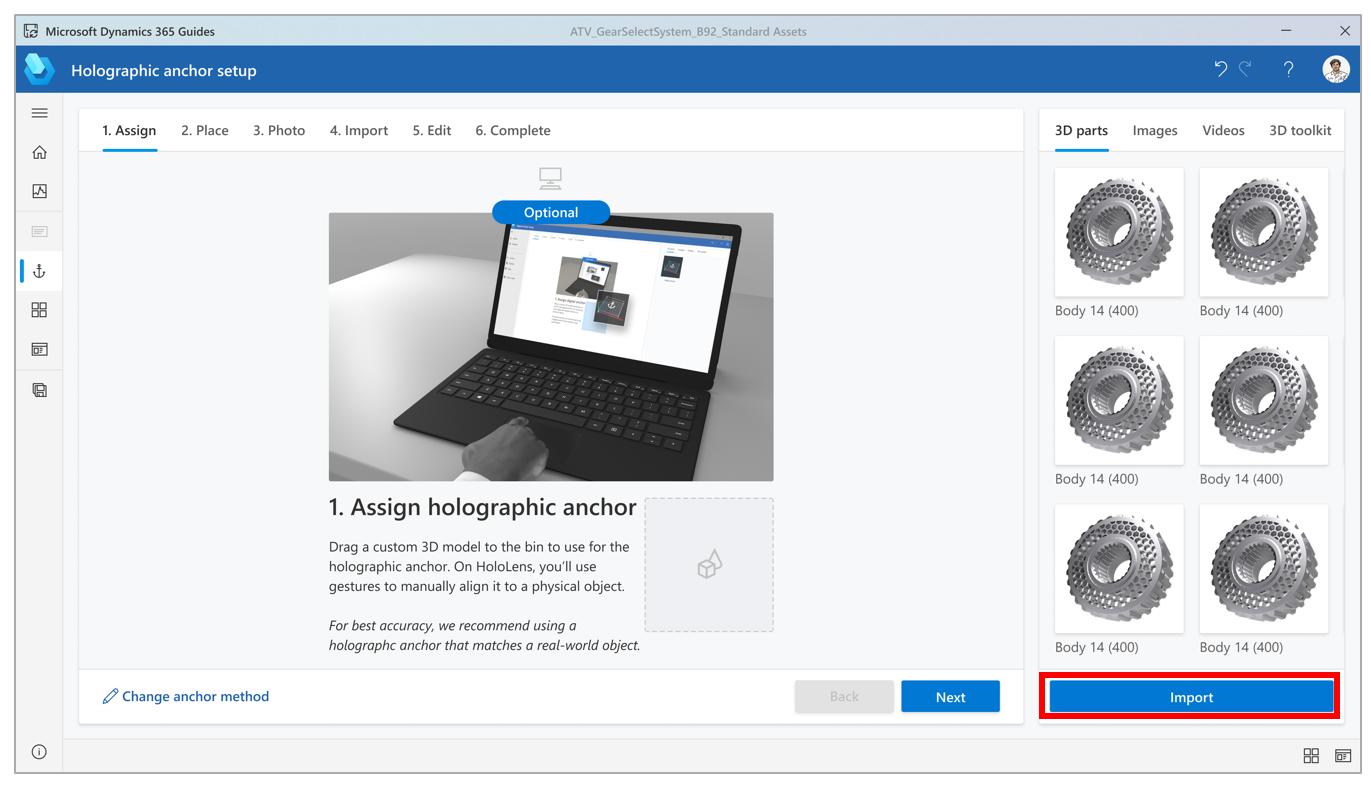 Microsoft Dynamics 365 Guides
ATV_GearSelectSystem_B92_Standard Assets
Holographic anchor setup
1. Assign
2. Place
3. Photo
4. Import
5. Edit
6. Complete
Optional
1. Assign holographic anchor
Drag a custom 3D model to the bin to use for the
holographic anchor. On HoloLens, you’ll use
gestures to manually align it to a physical object.
For best accuracy, we recommend using a
holographc anchor that matches a real-world object.
Change anchor method
Back
Next
3D parts
Images
Videos
3D toolkit
Body 14 (400)
Body 14 (400)
Body 14 (400)
Body 14 (400)
Body 14 (400)
Body 14 (400)
Import